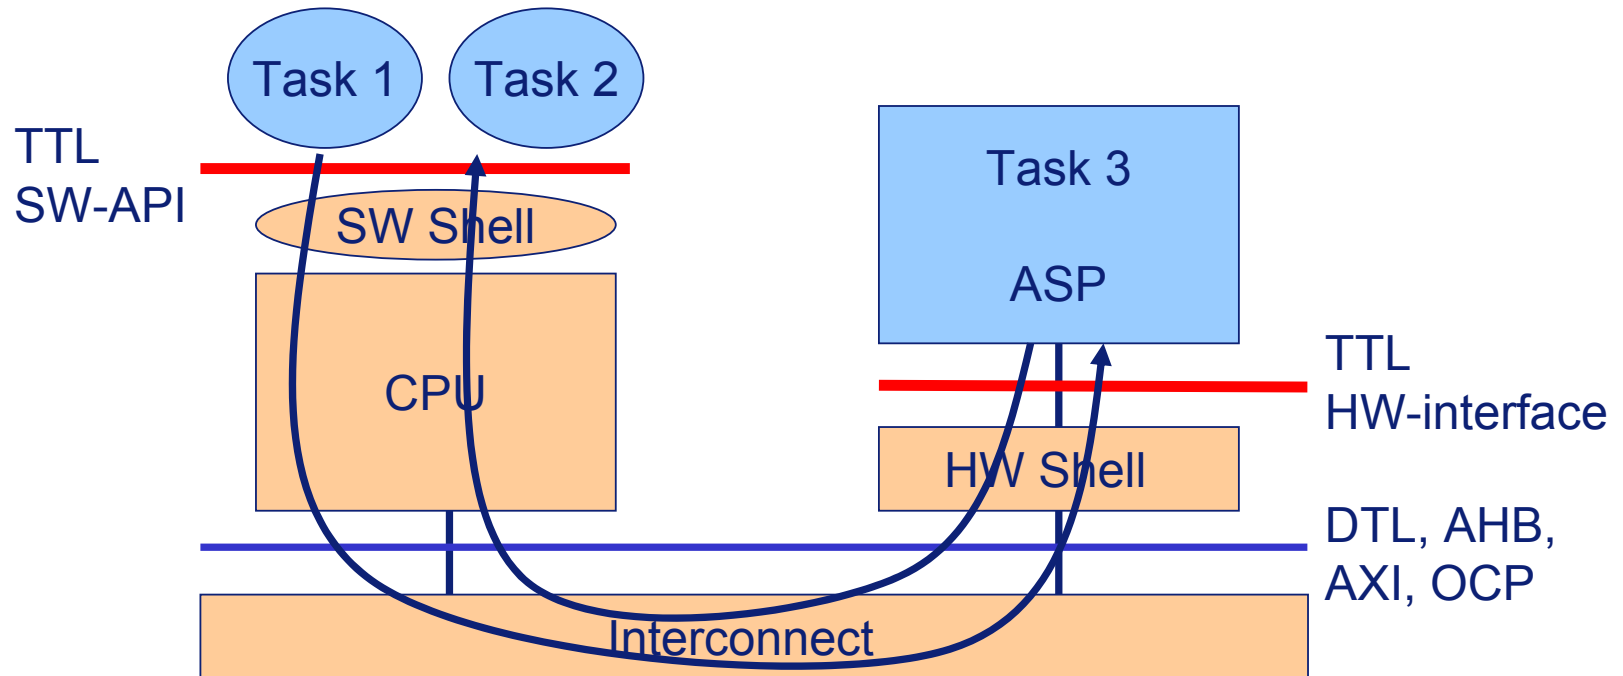 Task 1
Task 2
TTL
SW-API
SW Shell
CPU
Task 3
ASP
TTL
HW-interface
HW Shell
DTL, AHB,
AXI, OCP
Interconnect